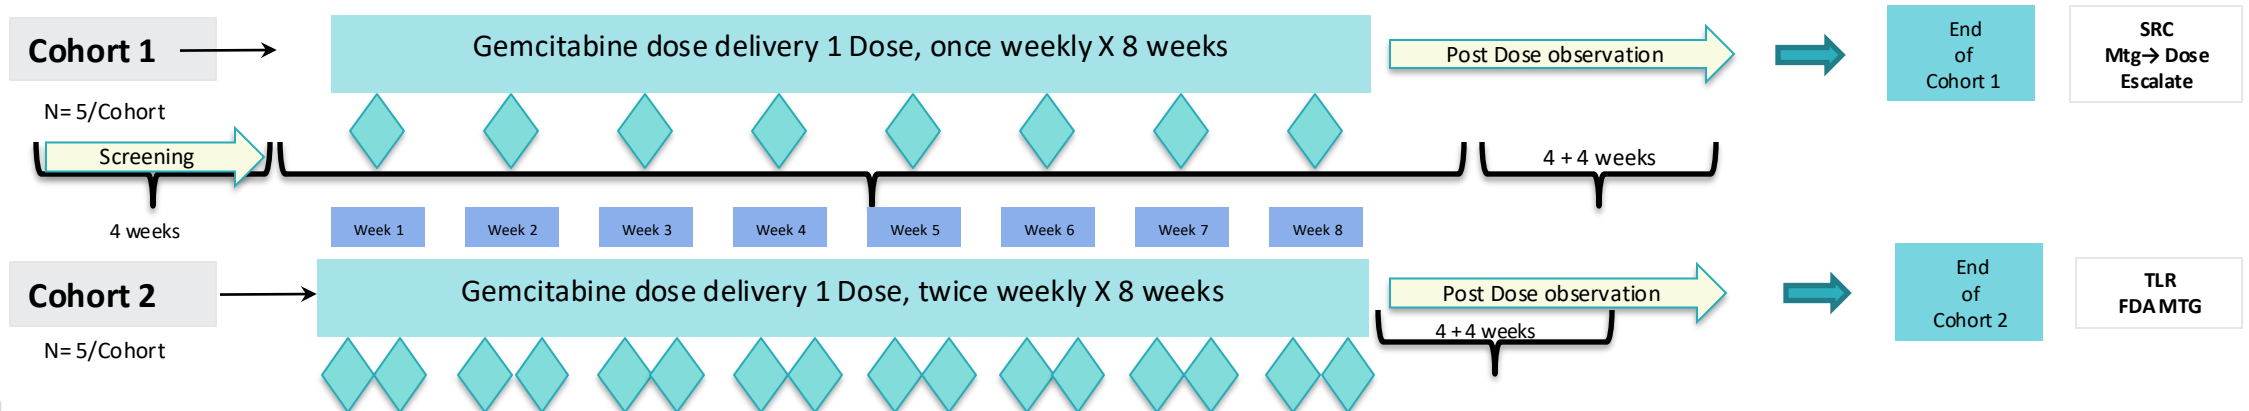 Cohort 1
Gemcitabine dose delivery 1 Dose, once weekly X 8 weeks
Post Dose observation
End
of
Cohort 1
SRC
Mtg→ Dose
Escalate
N= 5/Cohort
Screening
4 + 4 weeks
4 weeks
Week 1
Week 2
Week 3
Week 4
Week 5
Week 6
Week 7
Week 8
Cohort 2
Gemcitabine dose delivery 1 Dose, twice weekly X 8 weeks
Post Dose observation
End
of
Cohort 2
TLR
FDA MTG
4 + 4 weeks
N= 5/Cohort